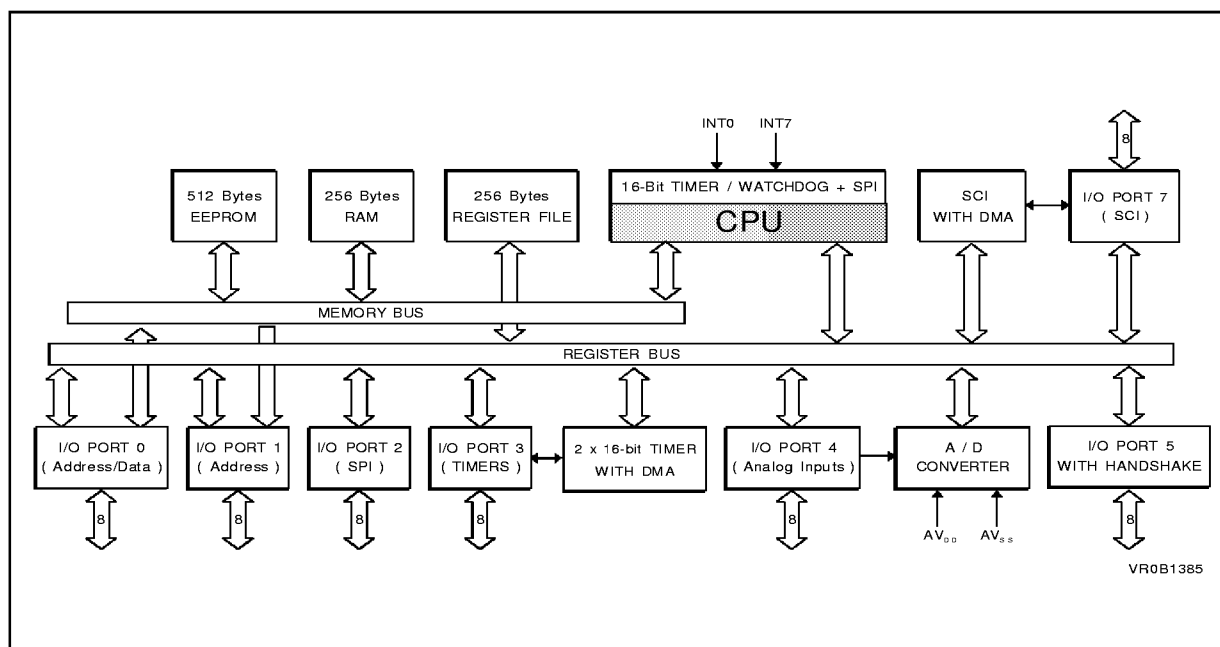 INT0 INT7
8
512 Bytes
EEPROM
256 Bytes
RAM
256 Bytes
REGISTER FILE
16-Bit TIMER / WATCHDOG + SPI
CPU
SCI
WITH DMA
I/O PORT 7
( SCI )
MEMORY BUS
REGISTER BUS
I/O PORT 0
( Address/Data )
I/O PORT 1
( Address )
I/O PORT 2
( SPI )
I/O PORT 3
( TIMERS )
2 x 16-bit TIMER
WITH DMA
I/O PORT 4
( Analog Inputs )
A / D
CONVERTER
I/O PORT 5
WITH HANDSHAKE
8 8 8 8 8 8
AVDD AVSS
VR0B1385